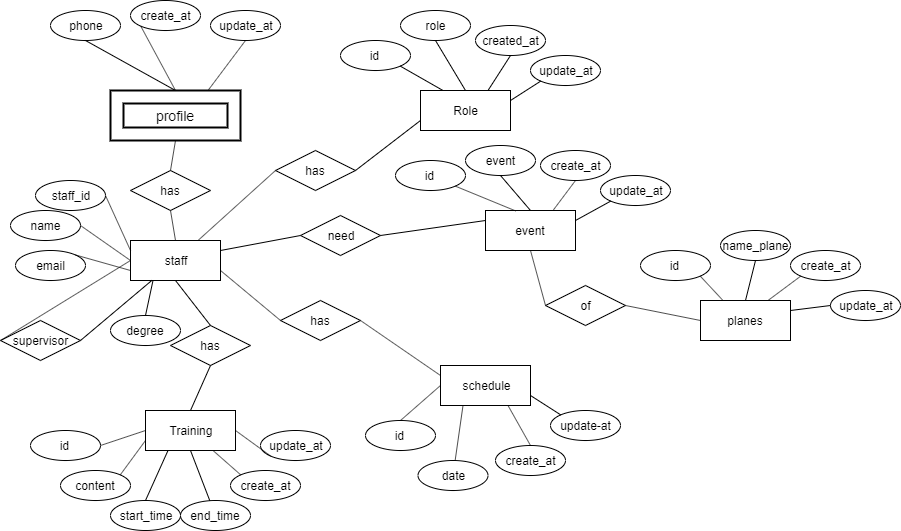 phone
create_at
update_at
profile
has
id
role
created_at
update_at
Role
has
id
event
create_at
update_at
event
need
staff_id
name
email
staff
supervisor
degree
has
has
of
id
name_plane
create_at
update_at
planes
schedule
id
date
create_at
update-at
Training
id
content
start_time
end_time
create_at
update_at